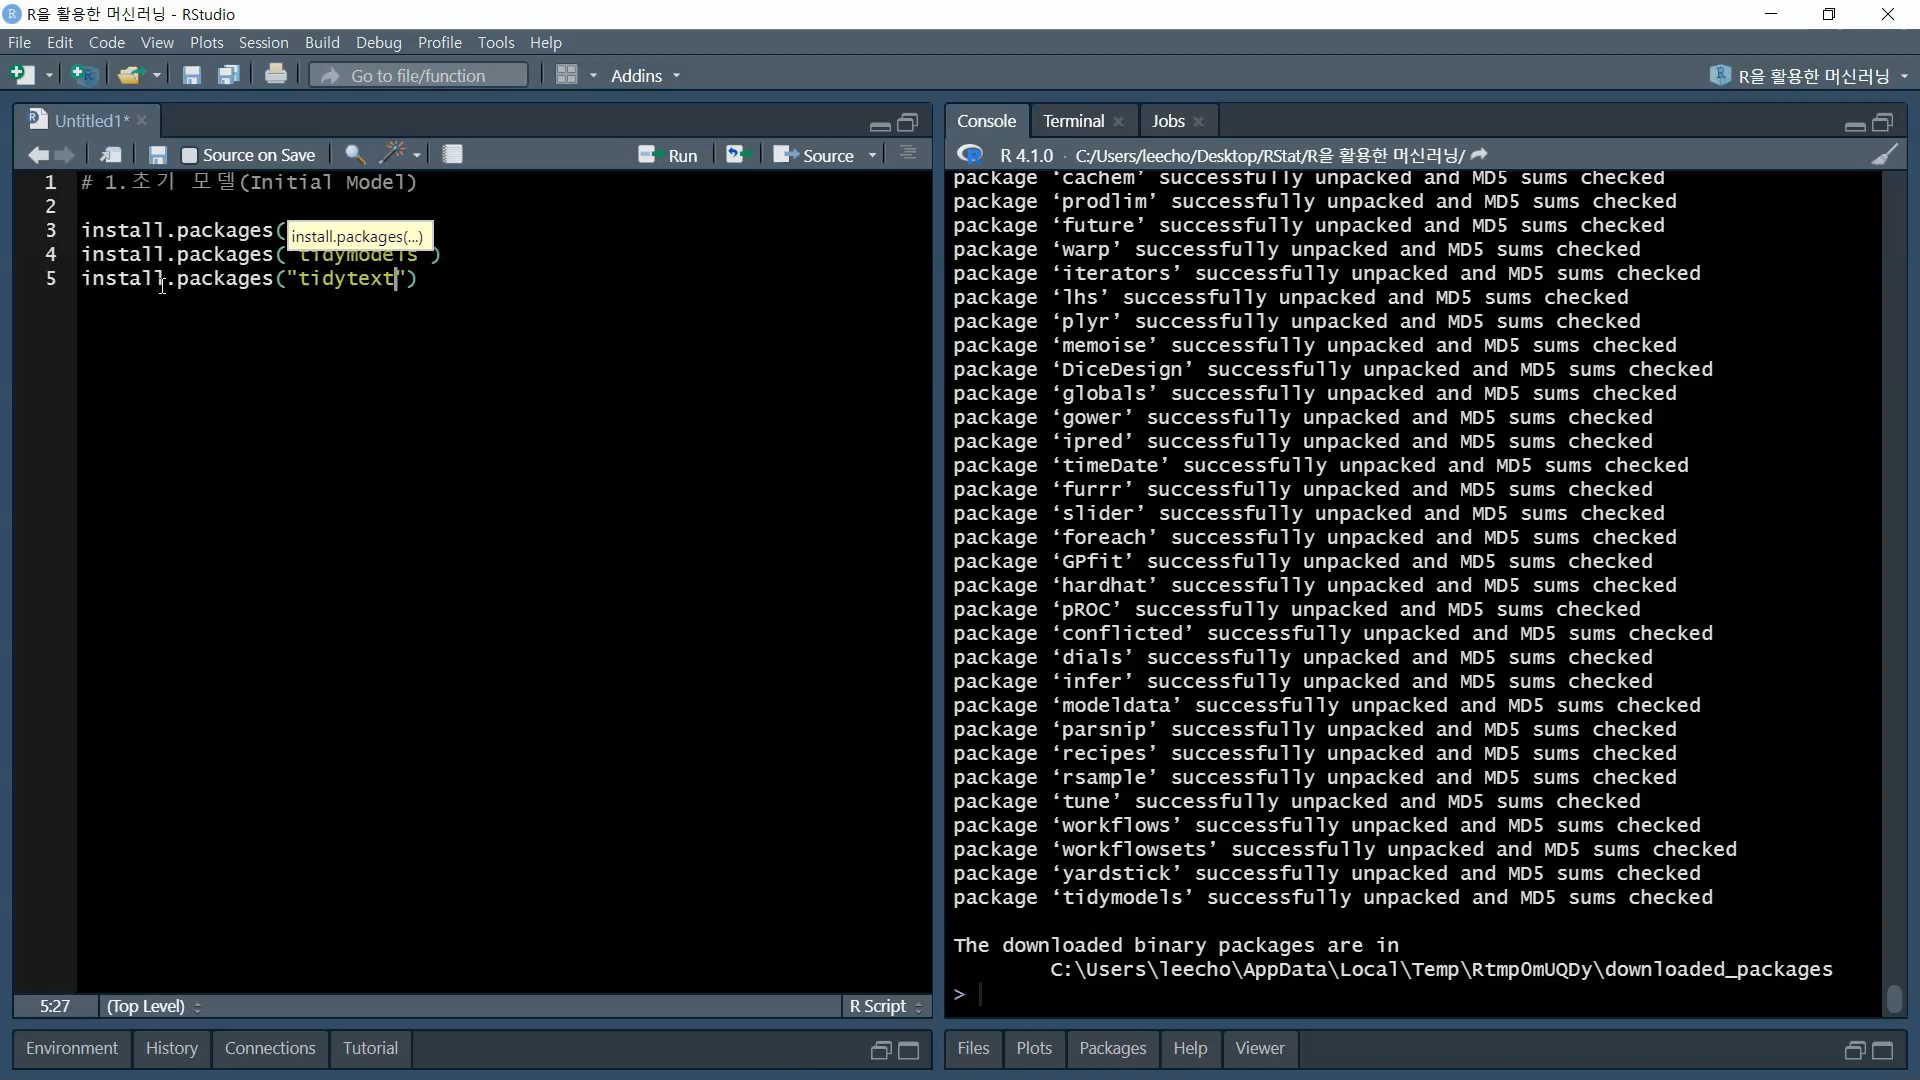 R을 활용한 머신러닝 - RStudio
File Edit Code View Plots Session Build Debug Profile Tools Help
Go to file/function Addins R을 활용한 머신러닝
Untitled1*
Source on Save Run Source
1 # 1.초기 모델(Initial Model)
2
3 install.packages(
install.packages(...)
4 install.packages("tidymodels")
5 install.packages("tidytext")
5:27 (Top Level) R Script
Environment History Connections Tutorial
Console Terminal Jobs
R 4.1.0 · C:/Users/leecho/Desktop/RStat/R을 활용한 머신러닝/
package ‘cachem’ successfully unpacked and MD5 sums checked
package ‘prodlim’ successfully unpacked and MD5 sums checked
package ‘future’ successfully unpacked and MD5 sums checked
package ‘warp’ successfully unpacked and MD5 sums checked
package ‘iterators’ successfully unpacked and MD5 sums checked
package ‘lhs’ successfully unpacked and MD5 sums checked
package ‘plyr’ successfully unpacked and MD5 sums checked
package ‘memoise’ successfully unpacked and MD5 sums checked
package ‘DiceDesign’ successfully unpacked and MD5 sums checked
package ‘globals’ successfully unpacked and MD5 sums checked
package ‘gower’ successfully unpacked and MD5 sums checked
package ‘ipred’ successfully unpacked and MD5 sums checked
package ‘timeDate’ successfully unpacked and MD5 sums checked
package ‘furrr’ successfully unpacked and MD5 sums checked
package ‘slider’ successfully unpacked and MD5 sums checked
package ‘foreach’ successfully unpacked and MD5 sums checked
package ‘GPfit’ successfully unpacked and MD5 sums checked
package ‘hardhat’ successfully unpacked and MD5 sums checked
package ‘pROC’ successfully unpacked and MD5 sums checked
package ‘conflicted’ successfully unpacked and MD5 sums checked
package ‘dials’ successfully unpacked and MD5 sums checked
package ‘infer’ successfully unpacked and MD5 sums checked
package ‘modeldata’ successfully unpacked and MD5 sums checked
package ‘parsnip’ successfully unpacked and MD5 sums checked
package ‘recipes’ successfully unpacked and MD5 sums checked
package ‘rsample’ successfully unpacked and MD5 sums checked
package ‘tune’ successfully unpacked and MD5 sums checked
package ‘workflows’ successfully unpacked and MD5 sums checked
package ‘workflowsets’ successfully unpacked and MD5 sums checked
package ‘yardstick’ successfully unpacked and MD5 sums checked
package ‘tidymodels’ successfully unpacked and MD5 sums checked
The downloaded binary packages are in
C:\Users\leecho\AppData\Local\Temp\Rtmp0mUQDy\downloaded_packages
>
Files Plots Packages Help Viewer